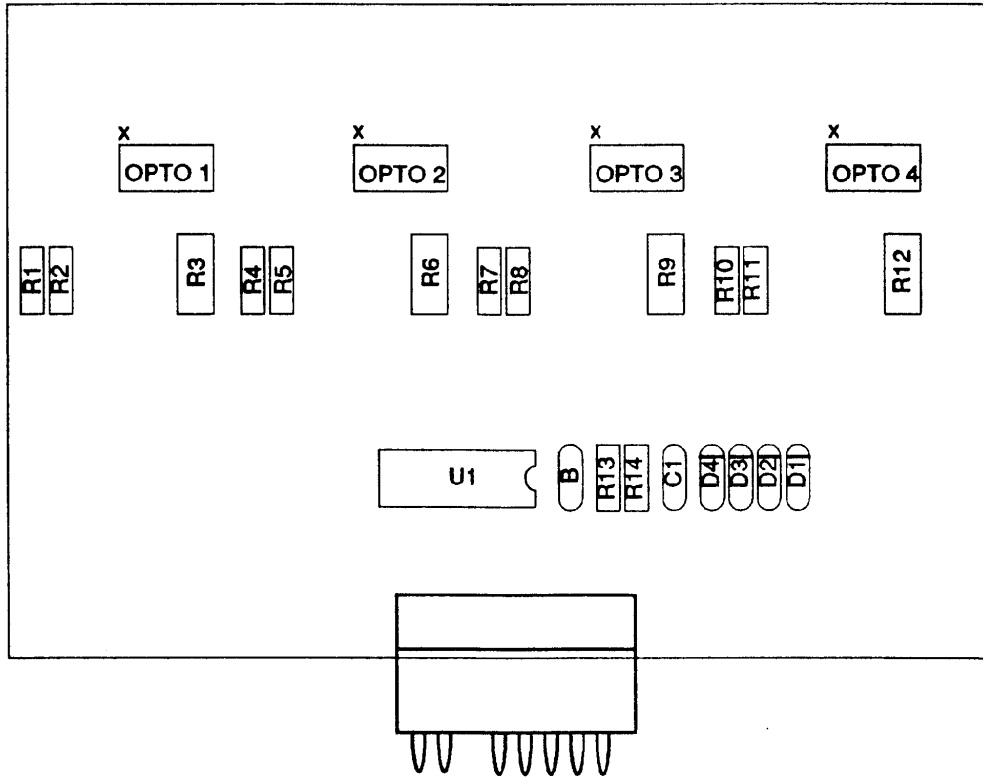 x x x x
OPTO 1 OPTO 2 OPTO 3 OPTO 4
R1 R2 R3 R4 R5 R6 R7 R8 R9 R10 R11 R12
U1 B R13 R14 C1 D4 D3 D2 D1